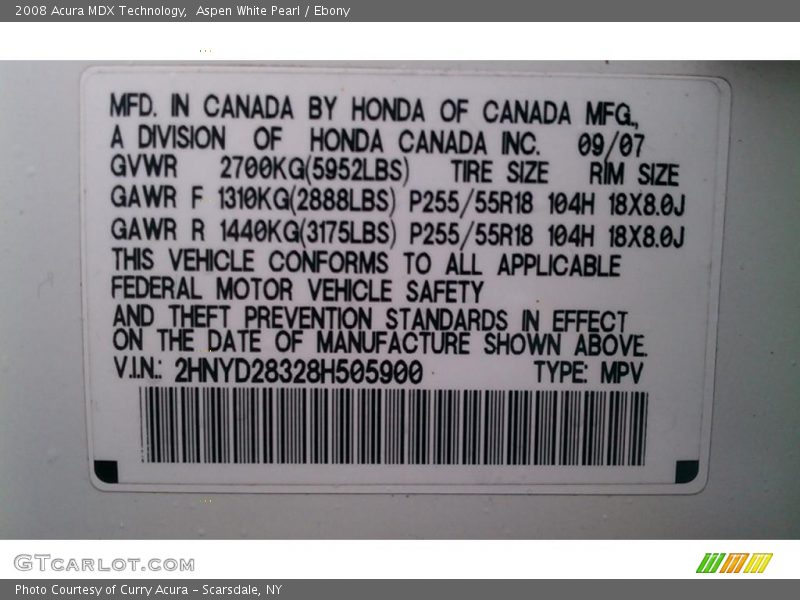 2008 Acura MDX Technology,  Aspen White Pearl / Ebony
MFD. IN CANADA BY HONDA OF CANADA MFG.,
A DIVISION OF HONDA CANADA INC. 09/07
GVWR 2700KG(5952LBS) TIRE SIZE RIM SIZE
GAWR F 1310KG(2888LBS) P255/55R18 104H 18X8.0J
GAWR R 1440KG(3175LBS) P255/55R18 104H 18X8.0J
THIS VEHICLE CONFORMS TO ALL APPLICABLE
FEDERAL MOTOR VEHICLE SAFETY
AND THEFT PREVENTION STANDARDS IN EFFECT
ON THE DATE OF MANUFACTURE SHOWN ABOVE.
V.I.N.: 2HNYD28328H505900 TYPE: MPV
GTCARLOT.COM
Photo Courtesy of Curry Acura - Scarsdale, NY